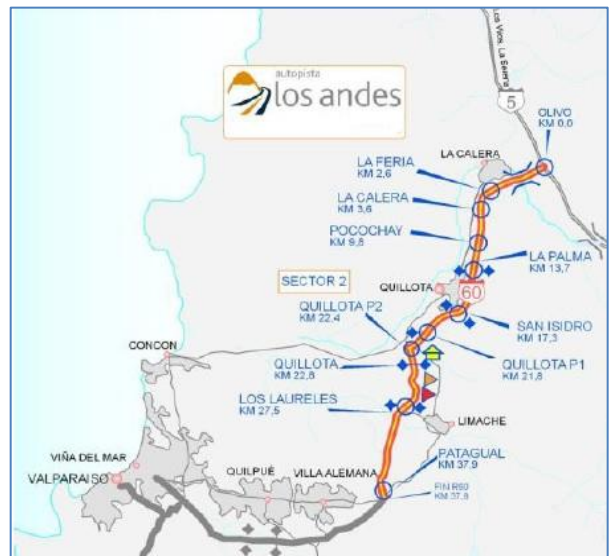 autopista
los andes
Los Vilos, La Serena
5
OLIVO
KM 0,0
LA CALERA
LA FERIA
KM 2,6
LA CALERA
KM 3,6
POCOCHAY
KM 9,8
LA PALMA
KM 13,7
SECTOR 2
QUILLOTA
60
QUILLOTA P2
KM 22,4
SAN ISIDRO
KM 17,3
CONCON
QUILLOTA
KM 22,8
QUILLOTA P1
KM 21,8
LOS LAURELES
KM 27,5
LIMACHE
VIÑA DEL MAR
VALPARAISO
QUILPUÉ
VILLA ALEMANA
PATAGUAL
KM 37,9
FIN R60
KM 37,8